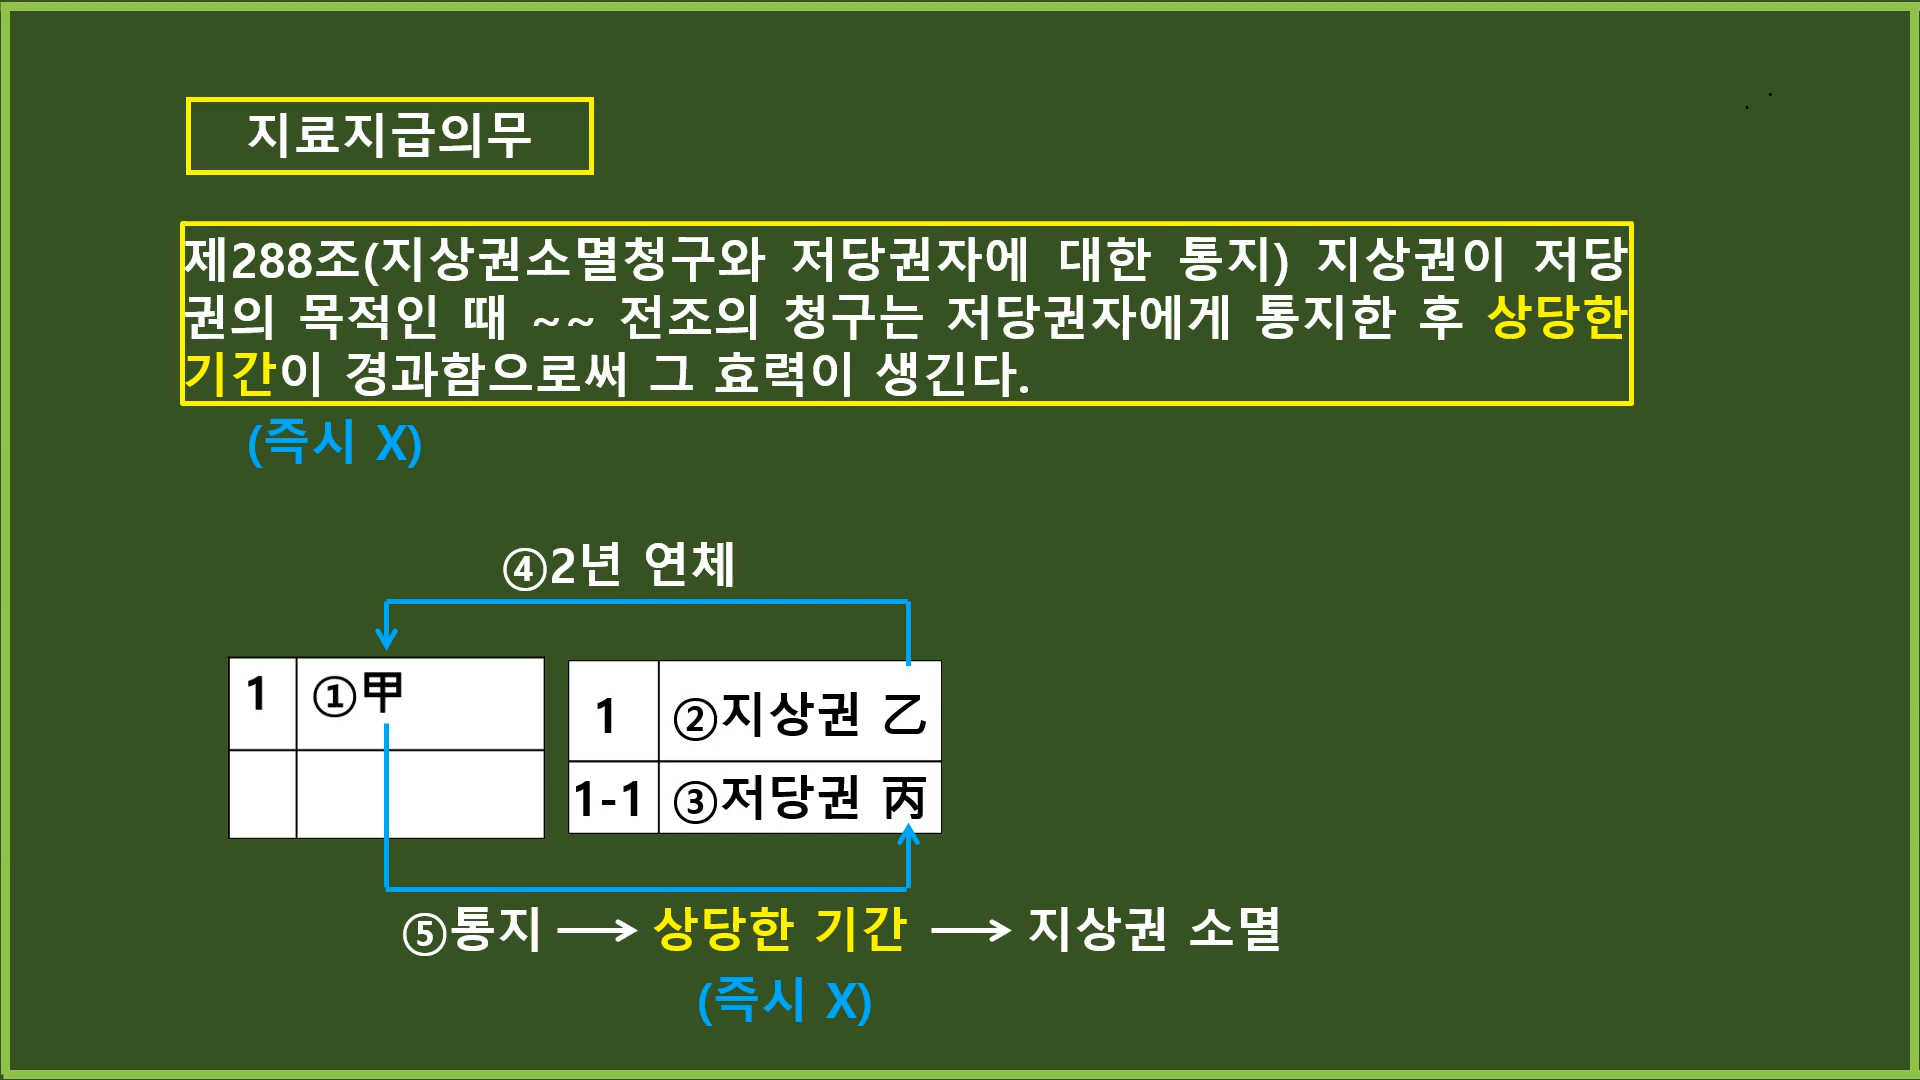 지료지급의무
제288조(지상권소멸청구와 저당권자에 대한 통지) 지상권이 저당
권의 목적인 때 ~~ 전조의 청구는 저당권자에게 통지한 후 상당한
기간이 경과함으로써 그 효력이 생긴다.
(즉시 X)
④2년 연체
1 ①甲
1 ②지상권 乙
1-1 ③저당권 丙
⑤통지 → 상당한 기간 → 지상권 소멸
(즉시 X)